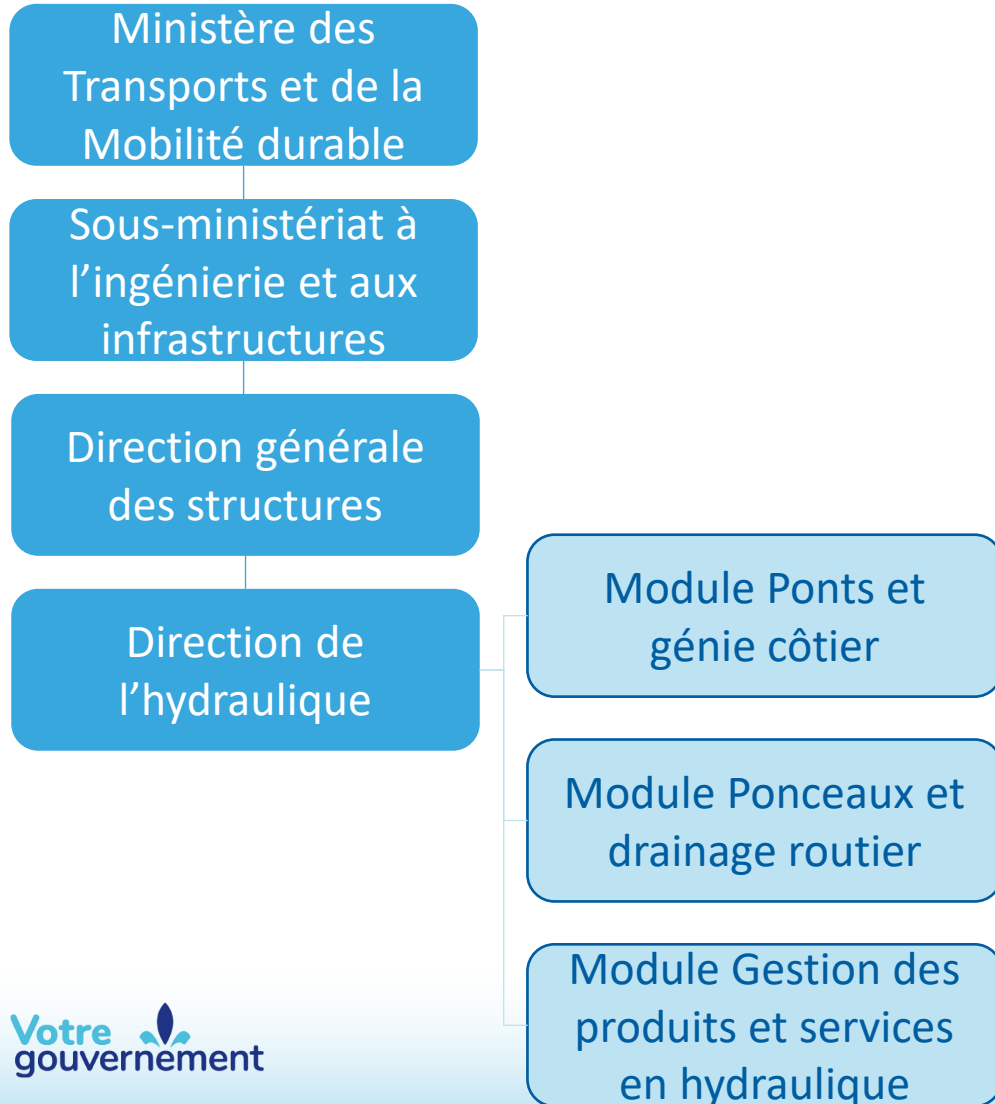 Ministère des
Transports et de la
Mobilité durable
Sous-ministériat à
l’ingénierie et aux
infrastructures
Direction générale
des structures
Direction de
l’hydraulique
Module Ponts et
génie côtier
Module Ponceaux et
drainage routier
Module Gestion des
produits et services
en hydraulique
Votre
gouvernement